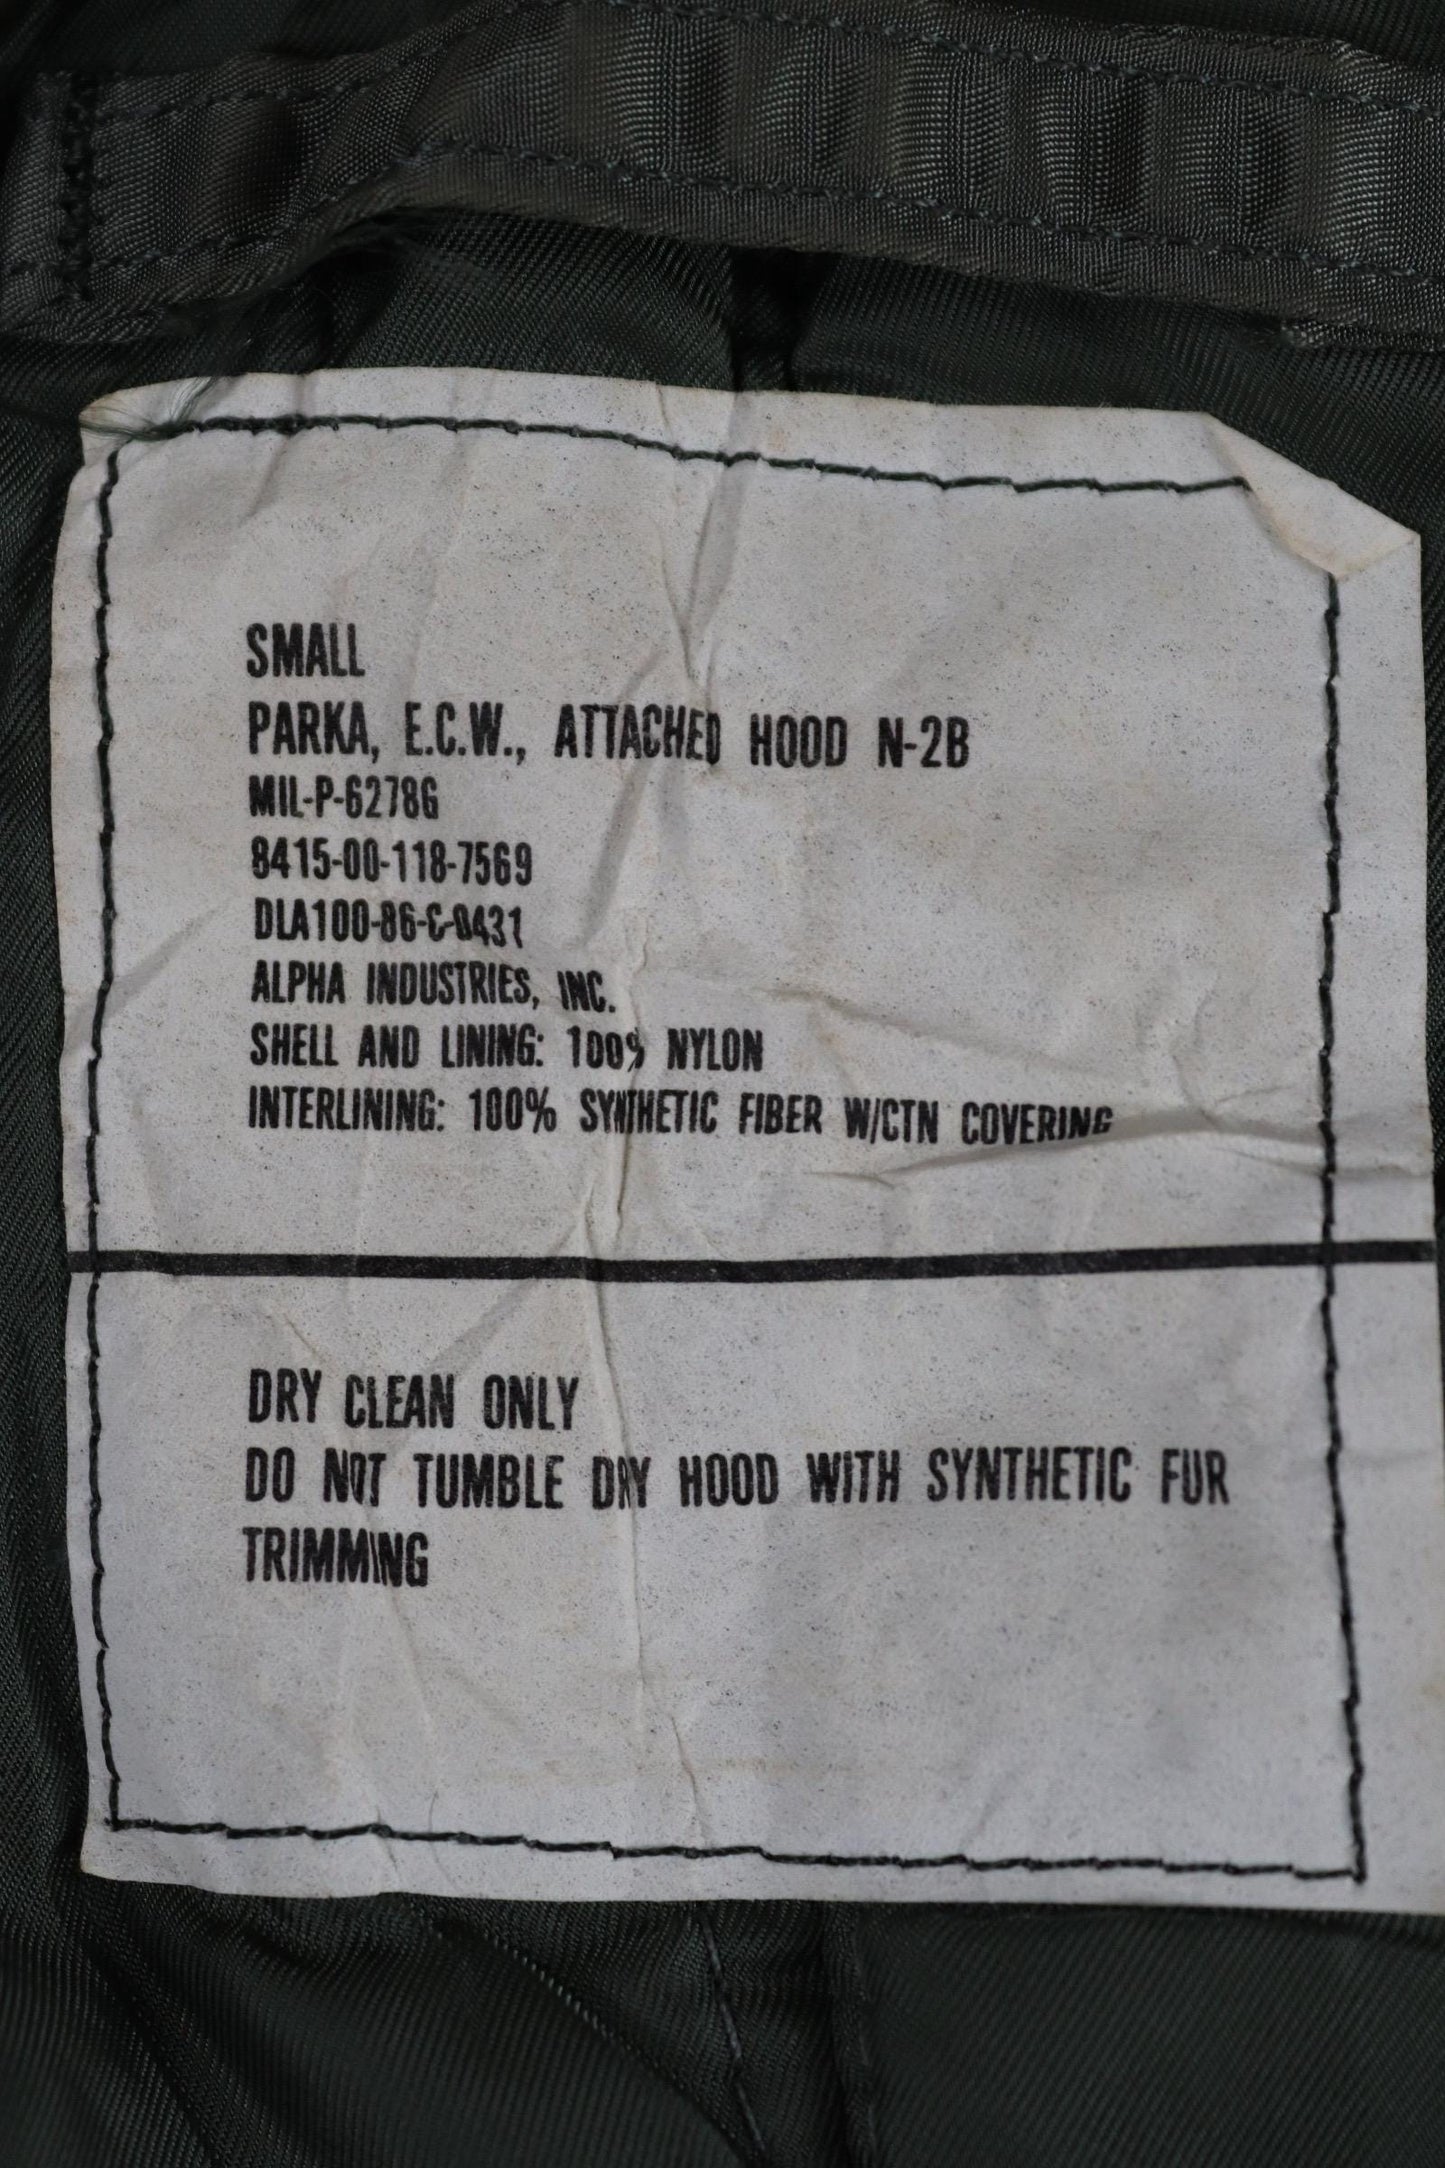 SMALL
PARKA, E.C.W., ATTACHED HOOD N-2B
MIL-P-6278G
8415-00-118-7569
DLA100-86-C-0431
ALPHA INDUSTRIES, INC.
SHELL AND LINING: 100% NYLON
INTERLINING: 100% SYNTHETIC FIBER W/CTN COVERING
DRY CLEAN ONLY
DO NOT TUMBLE DRY HOOD WITH SYNTHETIC FUR
TRIMMING